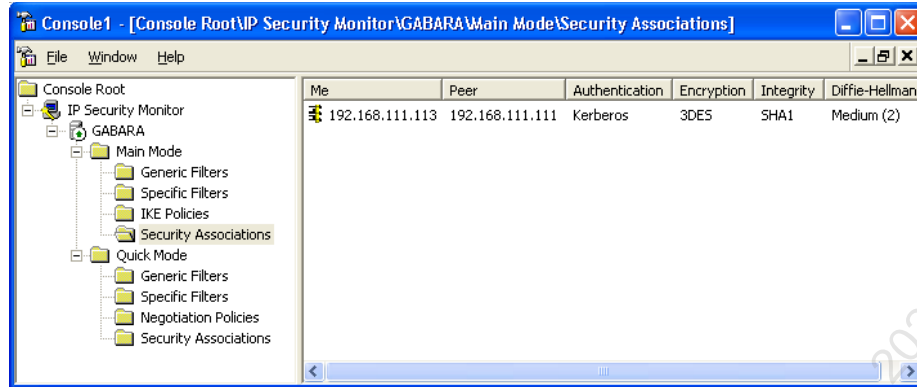 Console1 - [Console Root\IP Security Monitor\GABARA\Main Mode\Security Associations]
File Window Help
Console Root
IP Security Monitor
GABARA
Main Mode
Generic Filters
Specific Filters
IKE Policies
Security Associations
Quick Mode
Generic Filters
Specific Filters
Negotiation Policies
Security Associations
Me Peer Authentication Encryption Integrity Diffie-Hellman
192.168.111.113 192.168.111.111 Kerberos 3DES SHA1 Medium (2)
202